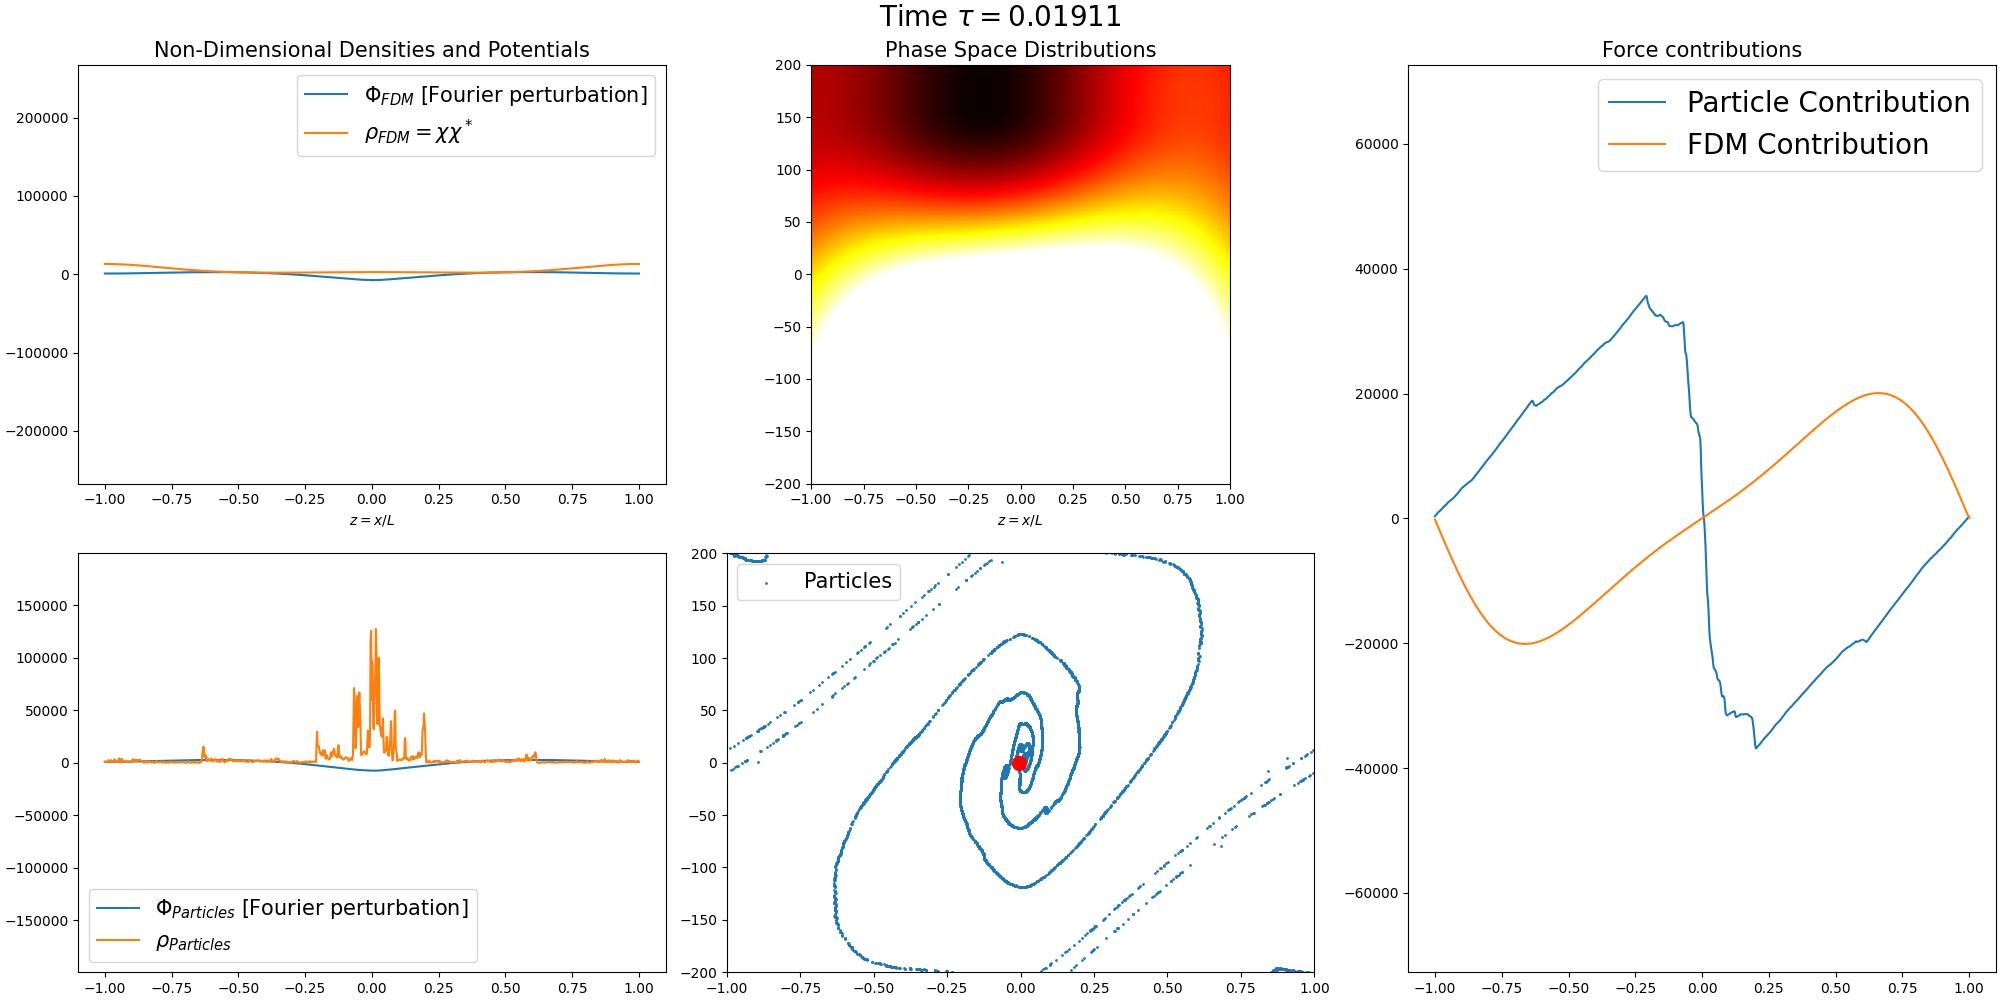 Time τ = 0.01911
Non-Dimensional Densities and Potentials
Φ_FDM [Fourier perturbation]
ρ_FDM = χχ*
200000
100000
0
−100000
−200000
−1.00 −0.75 −0.50 −0.25 0.00 0.25 0.50 0.75 1.00
z = x/L
Phase Space Distributions
200
150
100
50
0
−50
−100
−150
−200
−1.00 −0.75 −0.50 −0.25 0.00 0.25 0.50 0.75 1.00
z = x/L
Force contributions
Particle Contribution
FDM Contribution
60000
40000
20000
0
−20000
−40000
−60000
−1.00 −0.75 −0.50 −0.25 0.00 0.25 0.50 0.75 1.00
150000
100000
50000
0
−50000
−100000
−150000
Φ_Particles [Fourier perturbation]
ρ_Particles
−1.00 −0.75 −0.50 −0.25 0.00 0.25 0.50 0.75 1.00
Particles
200
150
100
50
0
−50
−100
−150
−200
−1.00 −0.75 −0.50 −0.25 0.00 0.25 0.50 0.75 1.00